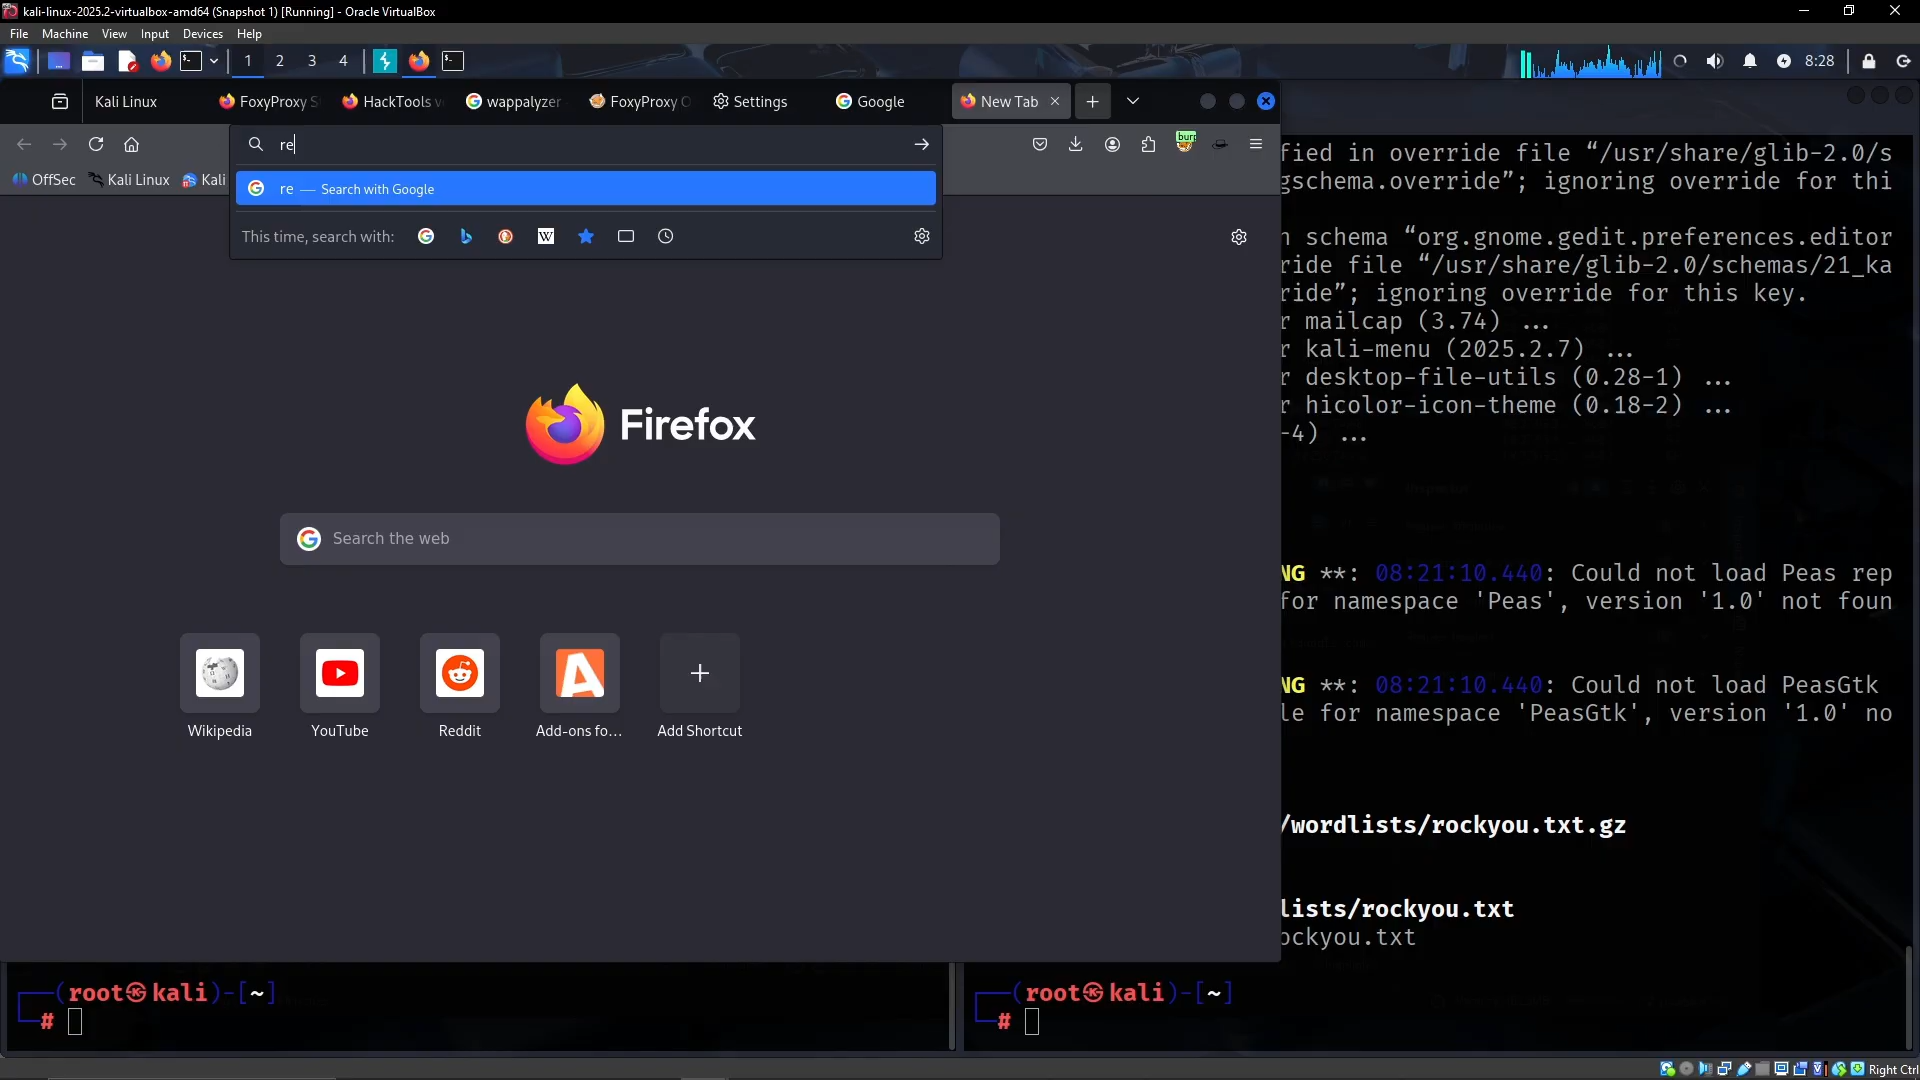 kali-linux-2025.2-virtualbox-amd64 (Snapshot 1) [Running] - Oracle VirtualBox
File Machine View Input Devices Help
1 2 3 4
8:28
Kali Linux
FoxyProxy S
HackTools v
wappalyzer
FoxyProxy O
Settings
Google
New Tab
re
burp
OffSec
Kali Linux
Kali
re — Search with Google
This time, search with:
Firefox
Search the web
Wikipedia
YouTube
Reddit
Add-ons fo...
Add Shortcut
fied in override file “/usr/share/glib-2.0/s
gschema.override”; ignoring override for thi
n schema “org.gnome.gedit.preferences.editor
ride file “/usr/share/glib-2.0/schemas/21_ka
ride”; ignoring override for this key.
r mailcap (3.74) ...
r kali-menu (2025.2.7) ...
r desktop-file-utils (0.28-1) ...
r hicolor-icon-theme (0.18-2) ...
-4) ...
NG **: 08:21:10.440: Could not load Peas rep
for namespace 'Peas', version '1.0' not foun
NG **: 08:21:10.440: Could not load PeasGtk
le for namespace 'PeasGtk', version '1.0' no
/wordlists/rockyou.txt.gz
lists/rockyou.txt
ockyou.txt
(root㉿kali)-[~]
#
(root㉿kali)-[~]
#
Right Ctrl